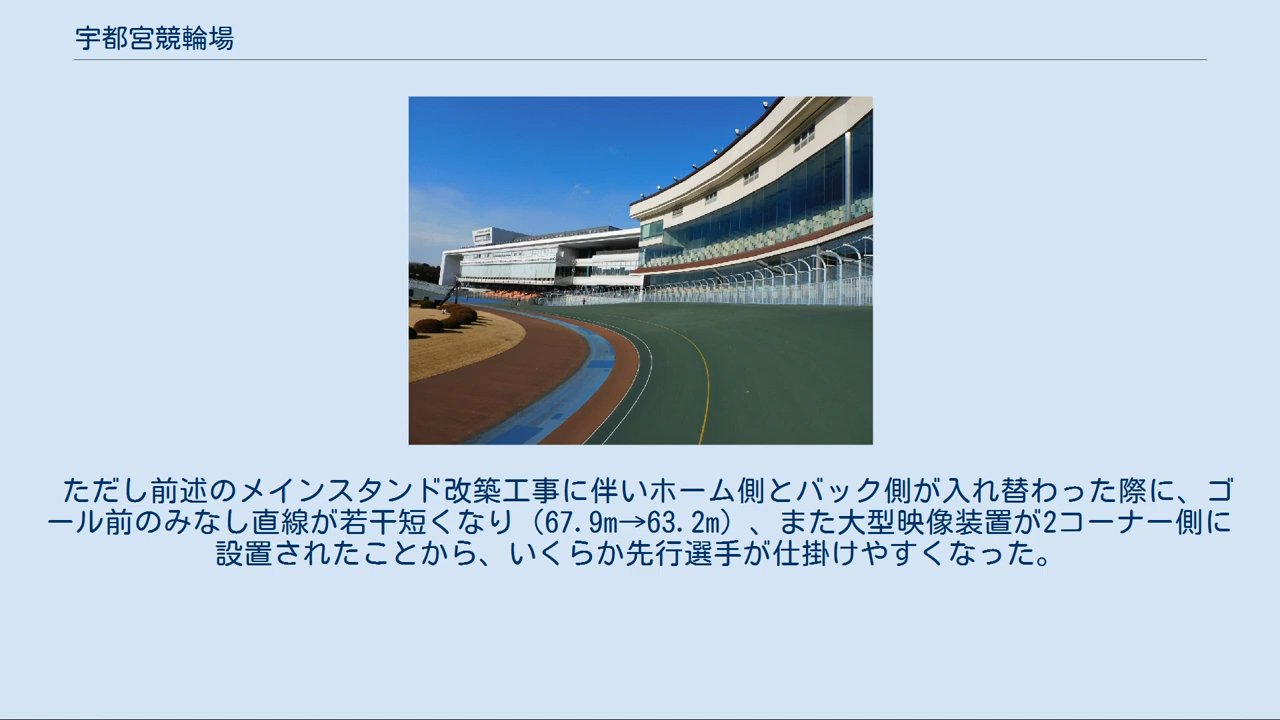 宇都宮競輪場
ただし前述のメインスタンド改築工事に伴いホーム側とバック側が入れ替わった際に、ゴ
ール前のみなし直線が若干短くなり（67.9m→63.2m）、また大型映像装置が2コーナー側に
設置されたことから、いくらか先行選手が仕掛けやすくなった。